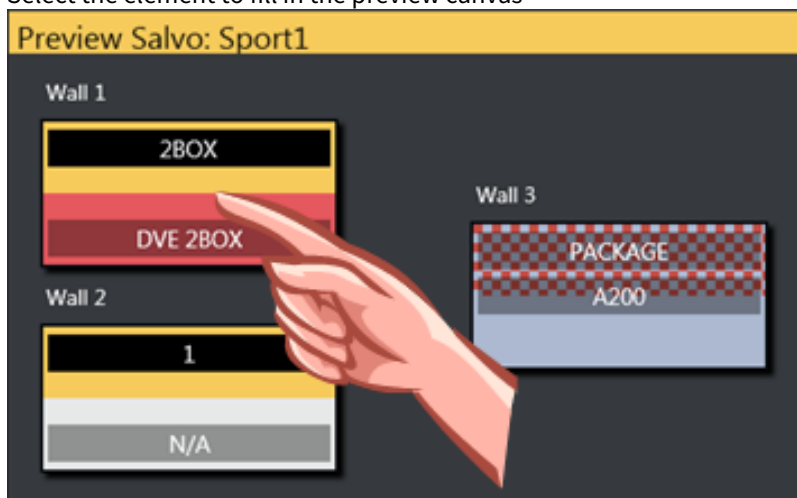 Select the element to fill in the preview canvas
Preview Salvo: Sport1
Wall 1
2BOX
DVE 2BOX
Wall 2
1
N/A
Wall 3
PACKAGE
A200